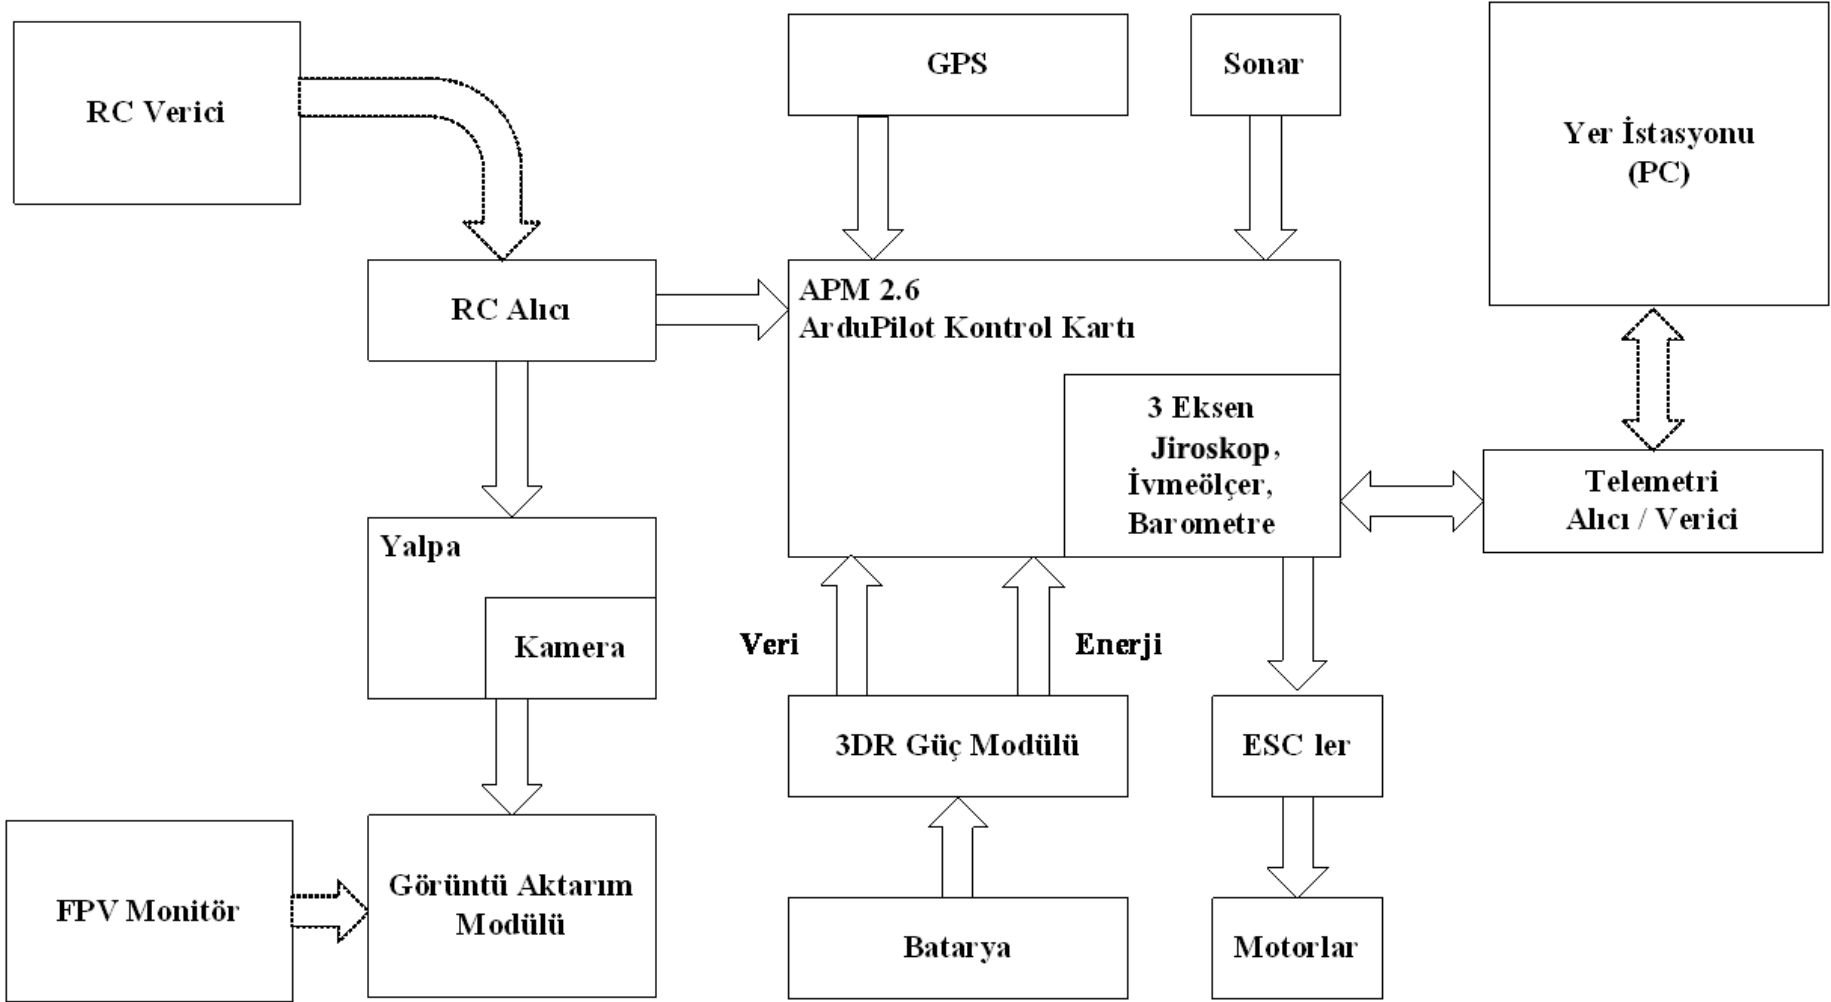 RC Verici
GPS
Sonar
Yer İstasyonu
(PC)
RC Alıcı
APM 2.6
ArduPilot Kontrol Kartı
3 Eksen
Jiroskop,
İvmeölçer,
Barometre
Telemetri
Alıcı / Verici
Yalpa
Kamera
Veri
Enerji
3DR Güç Modülü
ESC ler
FPV Monitör
Görüntü Aktarım
Modülü
Batarya
Motorlar